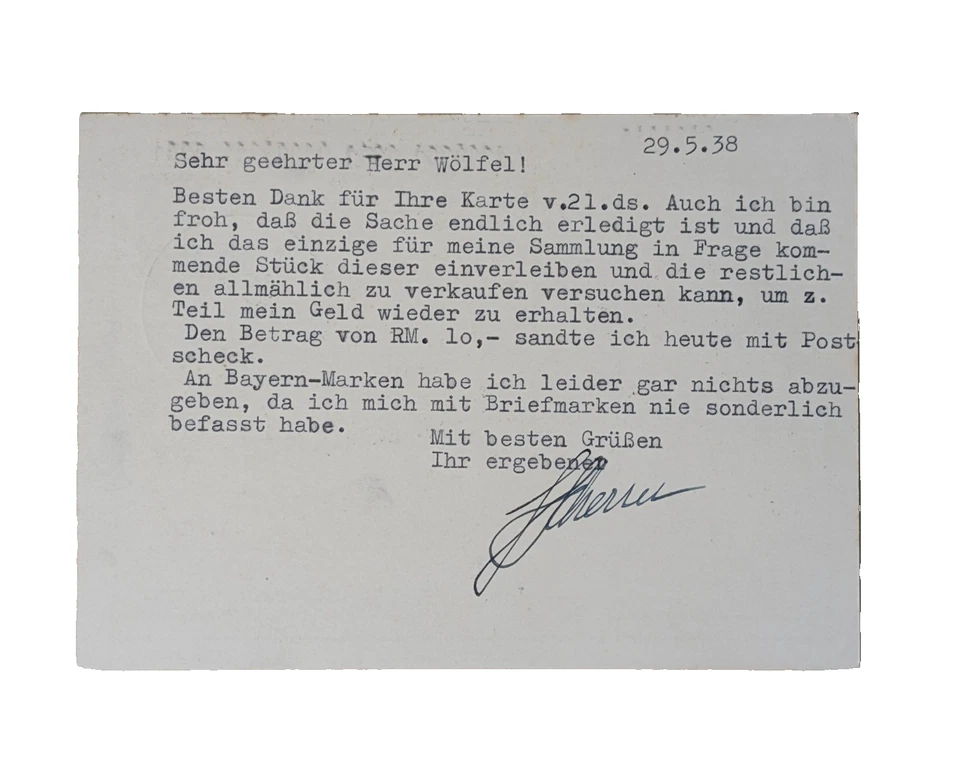 29.5.38
Sehr geehrter Herr Wölfel!
Besten Dank für Ihre Karte v.21.ds. Auch ich bin
froh, daß die Sache endlich erledigt ist und daß
ich das einzige für meine Sammlung in Frage kom-
mende Stück dieser einverleiben und die restlich-
en allmählich zu verkaufen versuchen kann, um z.
Teil mein Geld wieder zu erhalten.
Den Betrag von RM. lo,- sandte ich heute mit Post
scheck.
An Bayern-Marken habe ich leider gar nichts abzu-
geben, da ich mich mit Briefmarken nie sonderlich
befasst habe.
Mit besten Grüßen
Ihr ergebener